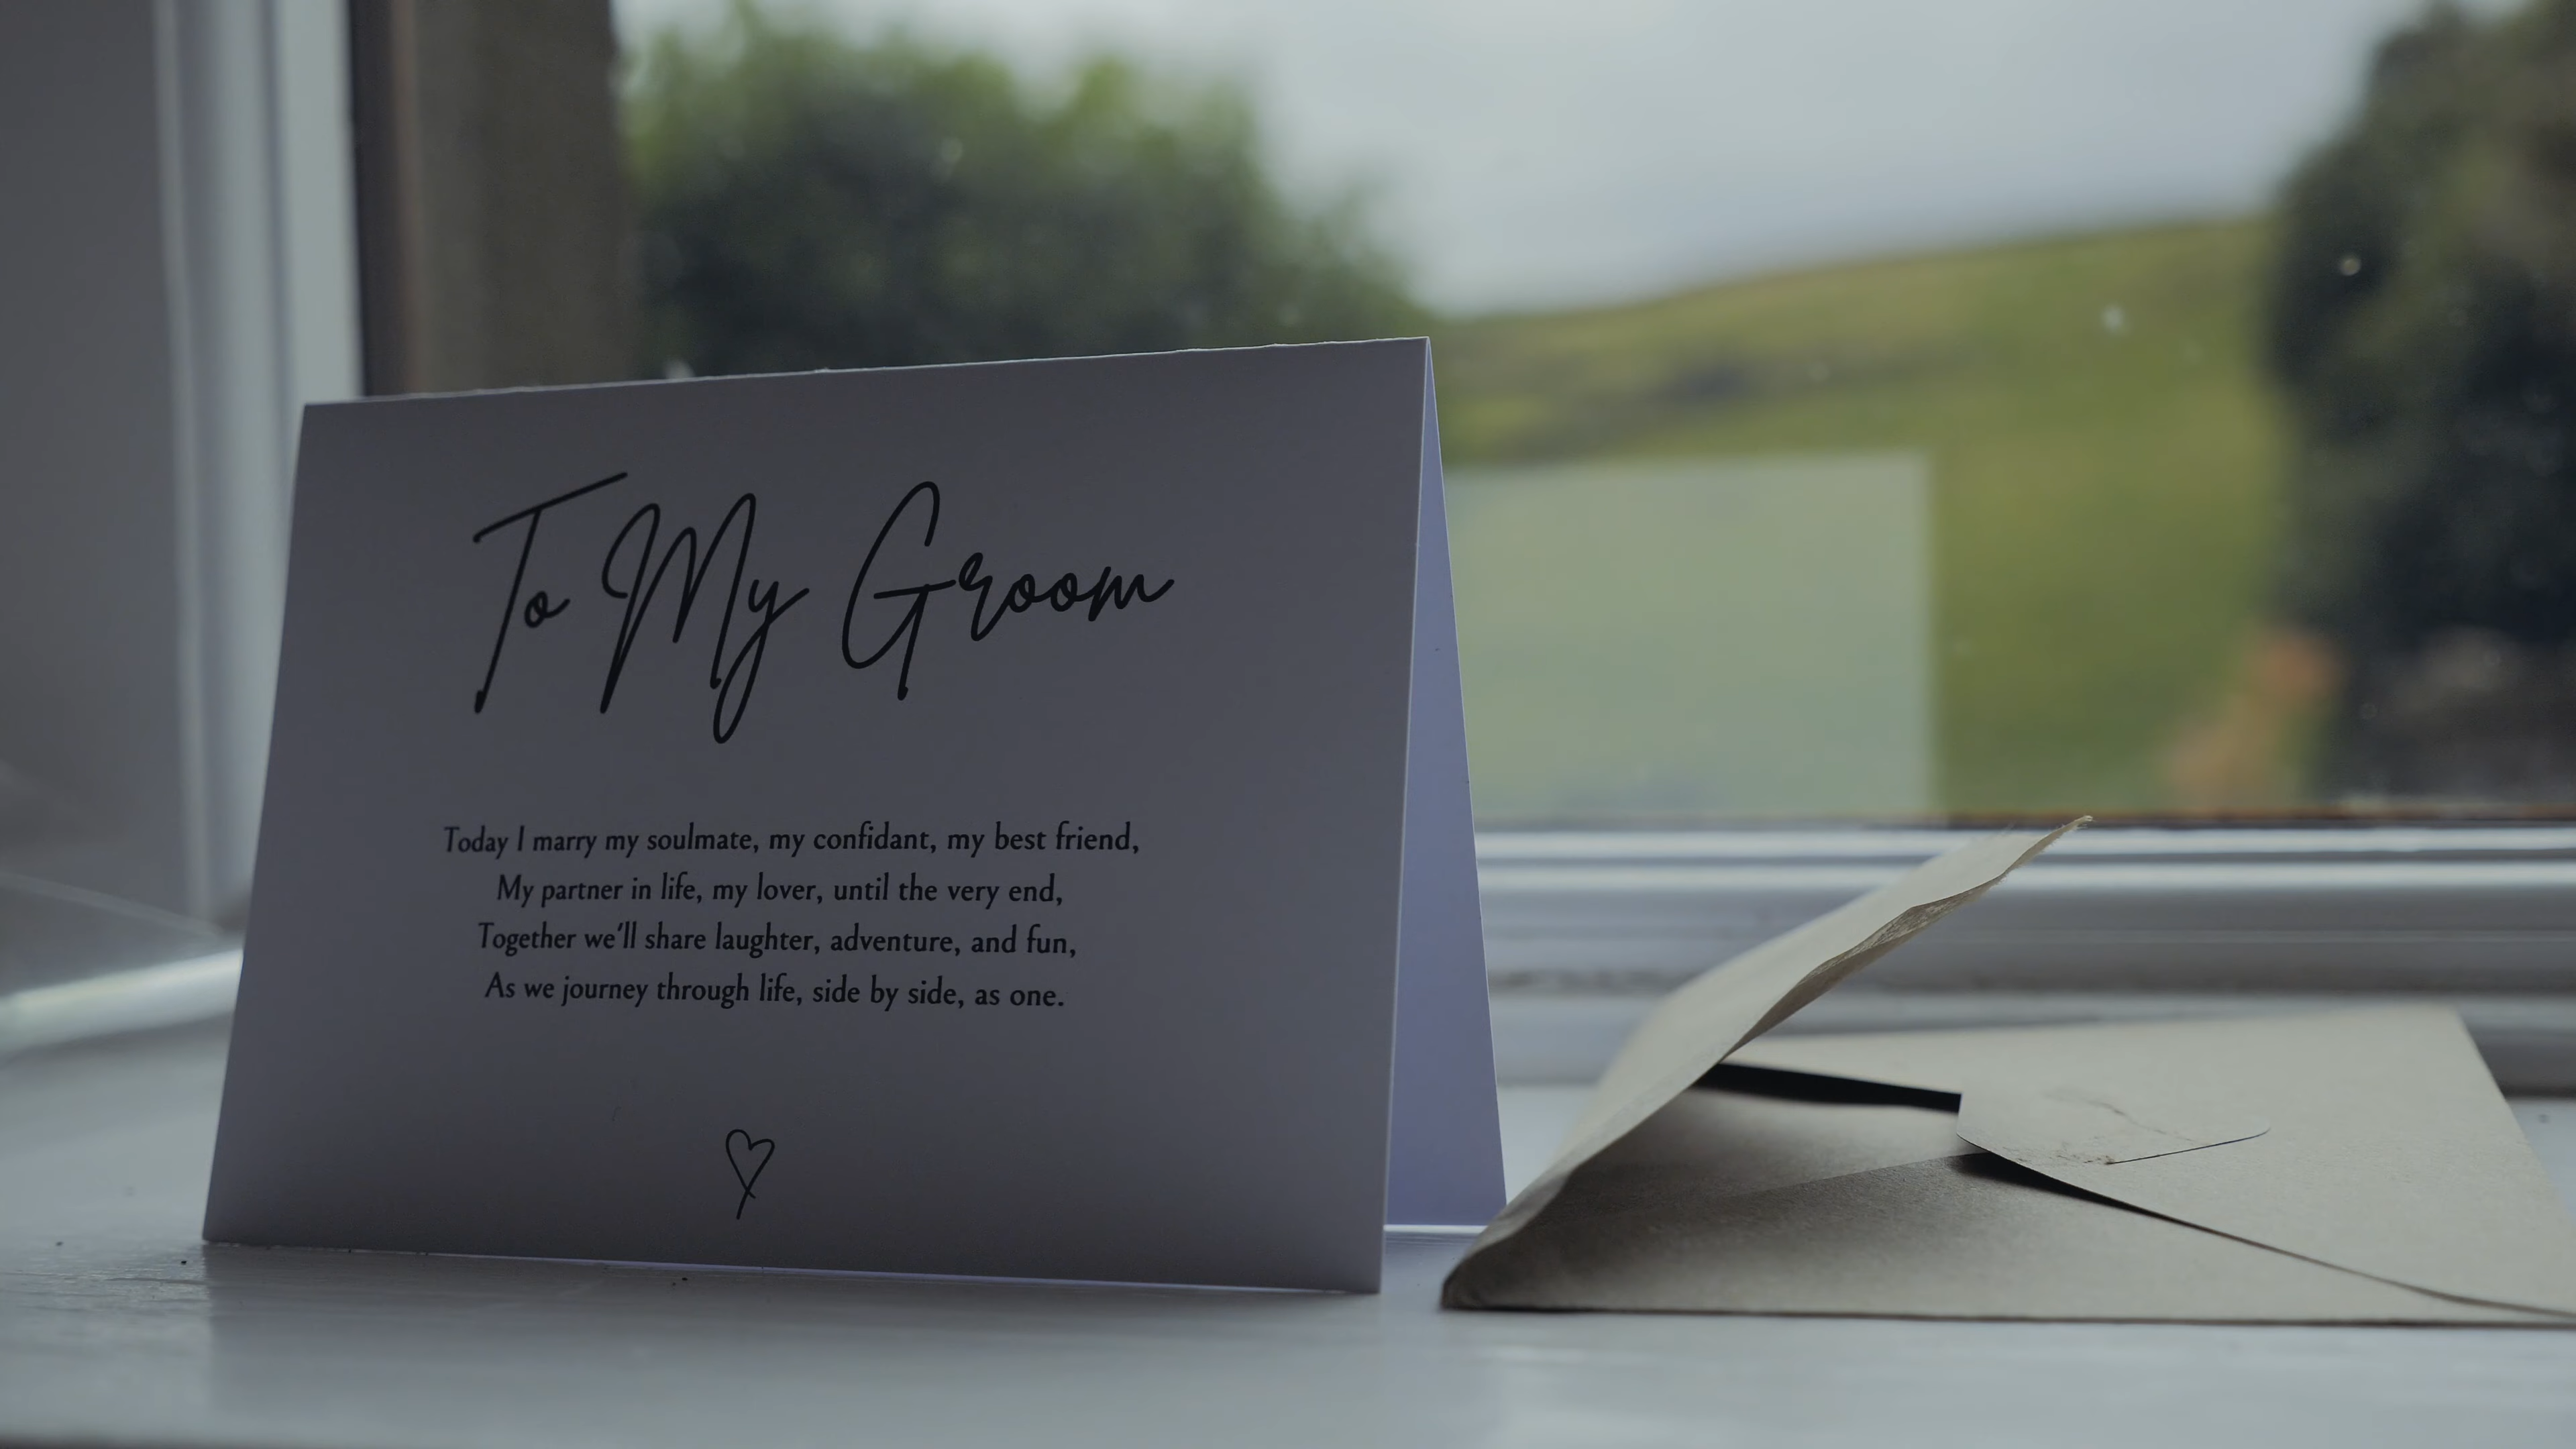 To My Groom
Today I marry my soulmate, my confidant, my best friend,
My partner in life, my lover, until the very end,
Together we'll share laughter, adventure, and fun,
As we journey through life, side by side, as one.